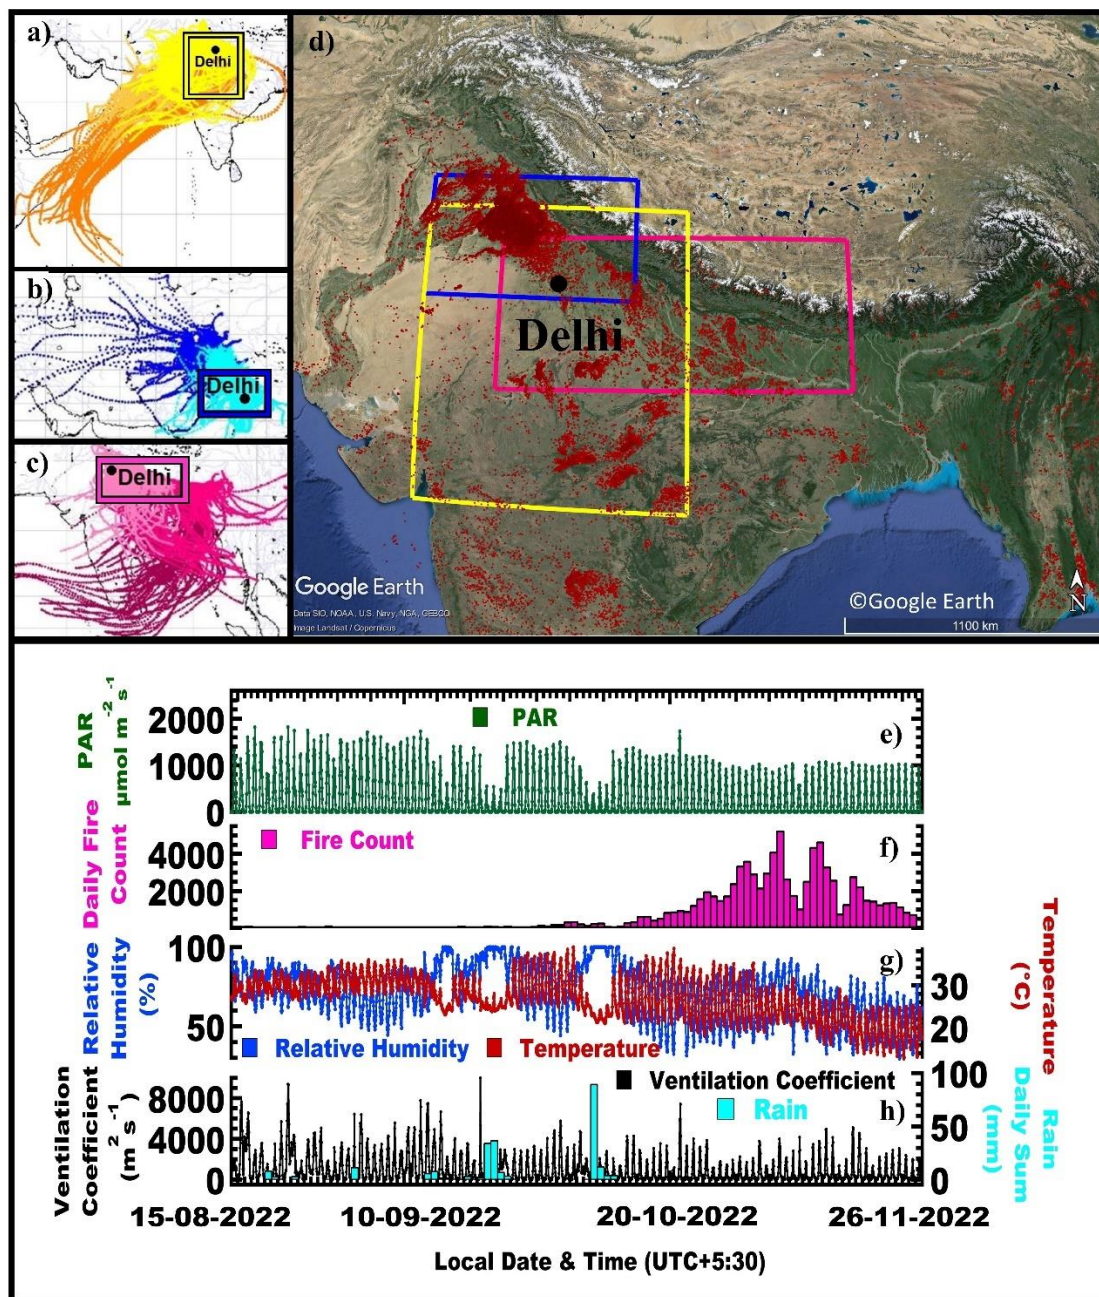 a)
Delhi
b)
Delhi
c)
Delhi
d)
Delhi
Google Earth
Data SIO, NOAA, U.S. Navy, NGA, GEBCO
Image Landsat / Copernicus
©Google Earth
N
1100 km
PAR
µmol m⁻² s⁻¹
2000
1000
0
PAR
e)
Daily Fire
Count
4000
2000
Fire Count
f)
Relative
Humidity
(%)
100
50
g)
Relative Humidity
Temperature
30
20
Temperature
(°C)
Ventilation
Coefficient
(m² s⁻¹)
8000
4000
0
Ventilation Coefficient
Rain
h)
100
50
0
Rain
Daily Sum
(mm)
15-08-2022 10-09-2022 20-10-2022 26-11-2022
Local Date & Time (UTC+5:30)